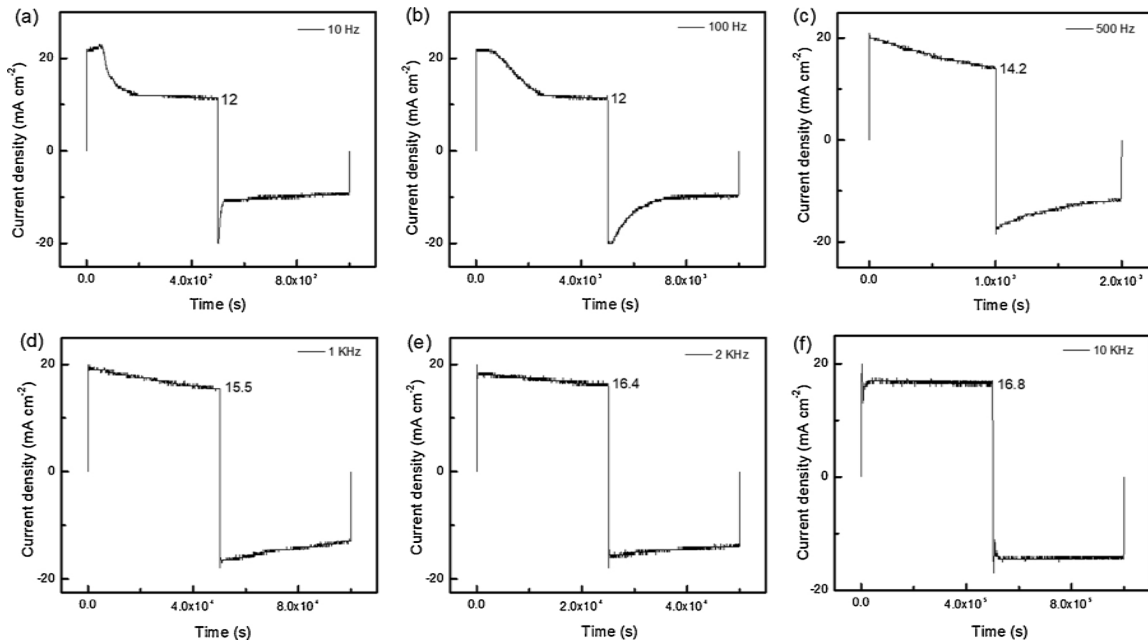 (a)
10 Hz
Current density (mA cm⁻²)
20
0
-20
12
0.0
4.0x10²
8.0x10²
Time (s)
(b)
100 Hz
Current density (mA cm⁻²)
20
0
-20
12
0.0
4.0x10³
8.0x10³
Time (s)
(c)
500 Hz
Current density (mA cm⁻²)
20
0
-20
14.2
0.0
1.0x10³
2.0x10³
Time (s)
(d)
1 KHz
Current density (mA cm⁻²)
20
0
-20
15.5
0.0
4.0x10⁴
8.0x10⁴
Time (s)
(e)
2 KHz
Current density (mA cm⁻²)
20
0
-20
16.4
0.0
2.0x10⁴
4.0x10⁴
Time (s)
(f)
10 KHz
Current density (mA cm⁻²)
20
0
-20
16.8
0.0
4.0x10⁵
8.0x10⁵
Time (s)